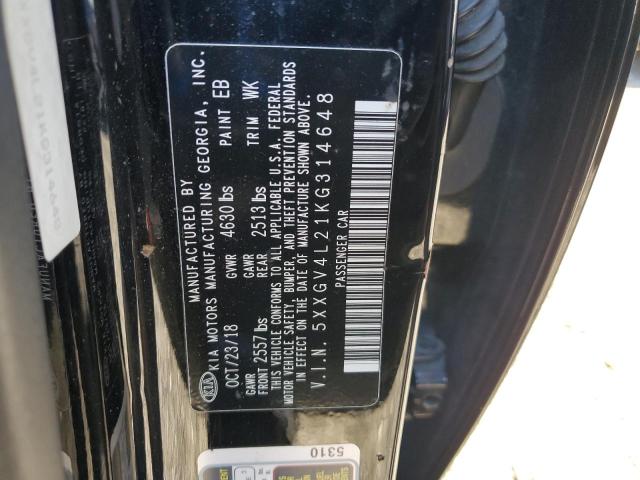 MANUFACTURED BY
KIA KIA MOTORS MANUFACTURING GEORGIA, INC.
OCT/23/18 GVWR 4630 lbs PAINT EB
GAWR FRONT 2557 lbs GAWR REAR 2513 lbs TRIM WK
THIS VEHICLE CONFORMS TO ALL APPLICABLE U.S.A. FEDERAL
MOTOR VEHICLE SAFETY, BUMPER, AND THEFT PREVENTION STANDARDS
IN EFFECT ON THE DATE OF MANUFACTURE SHOWN ABOVE.
V.I.N. 5XXGV4L21KG314648
PASSENGER CAR
5310